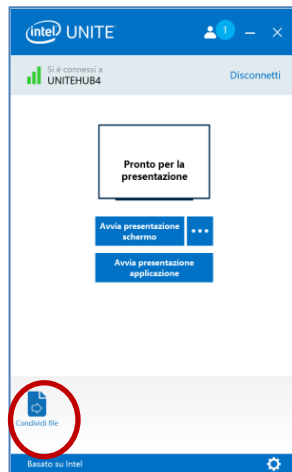 intel UNITE
1
Si è connessi a
UNITEHUB4
Disconnetti
Pronto per la
presentazione
Avvia presentazione
schermo
Avvia presentazione
applicazione
Condividi file
Basato su Intel